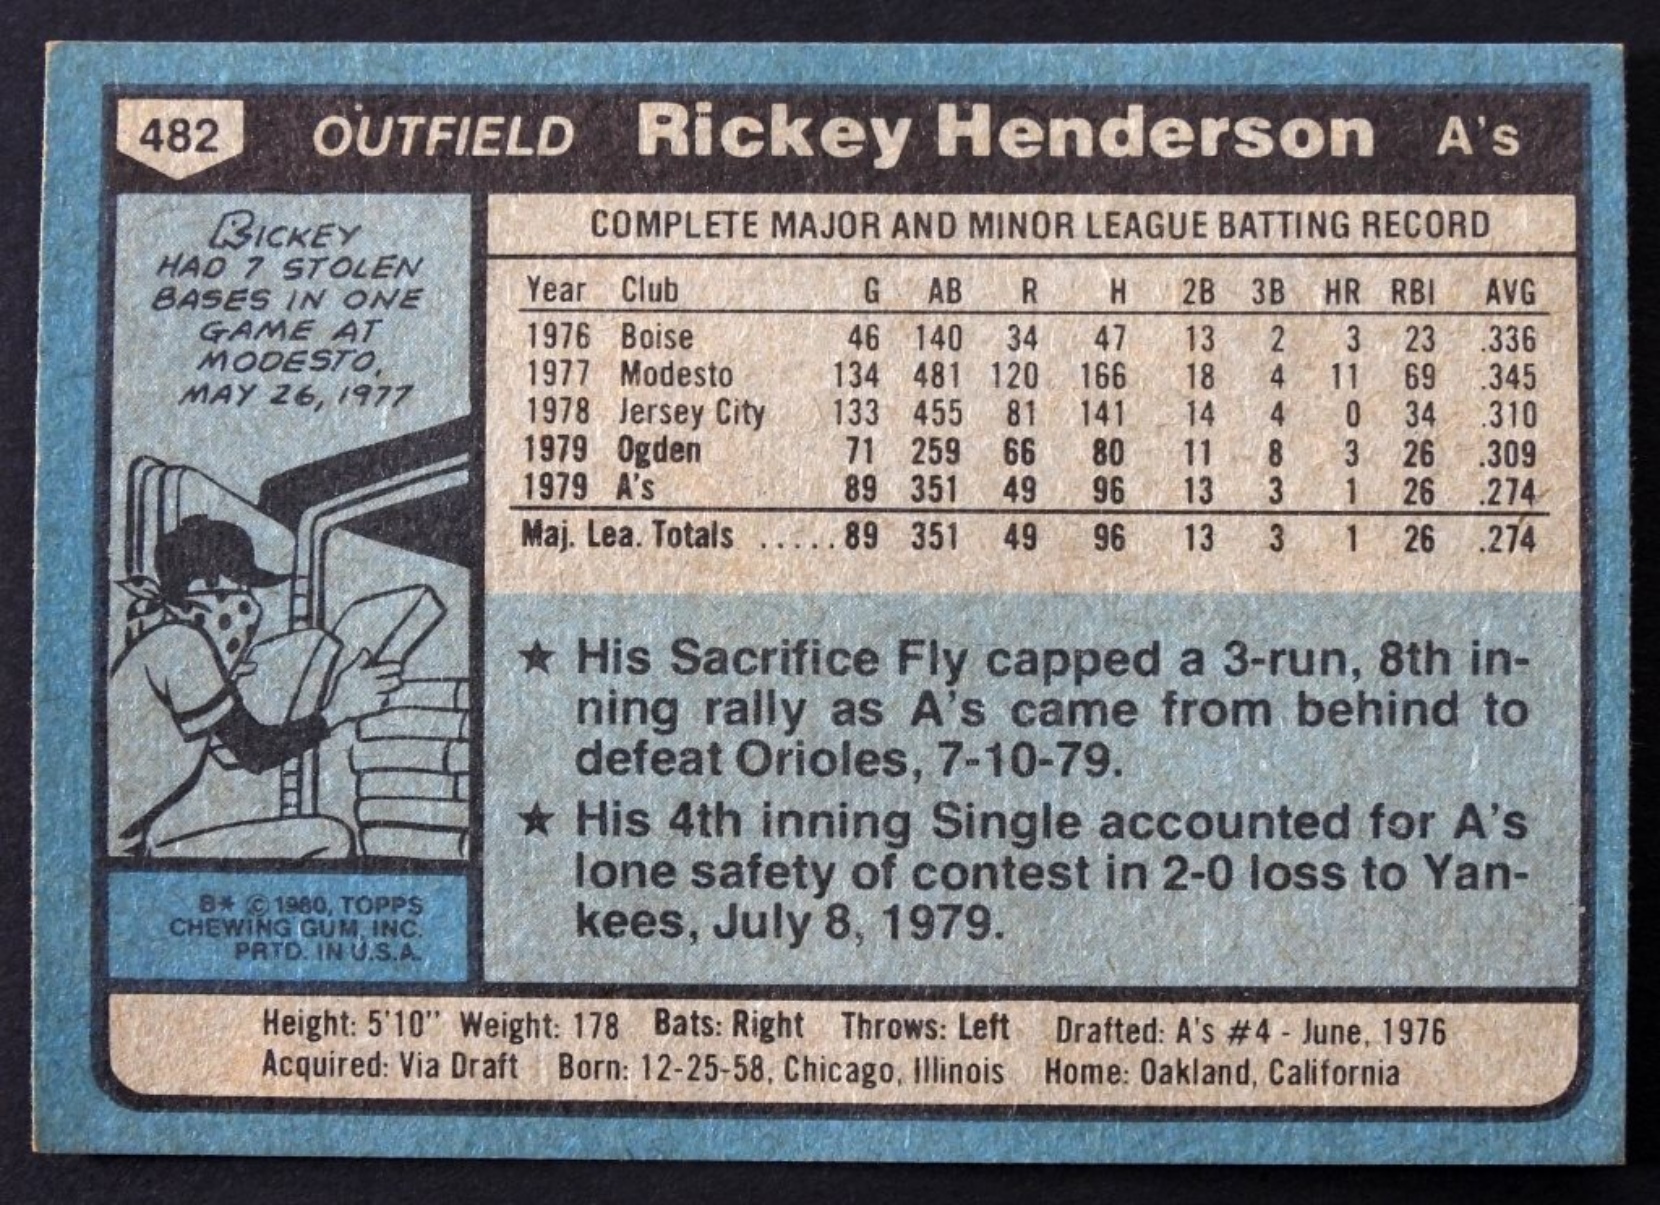 482 OUTFIELD Rickey Henderson A's
RICKEY
HAD 7 STOLEN
BASES IN ONE
GAME AT
MODESTO,
MAY 26, 1977
COMPLETE MAJOR AND MINOR LEAGUE BATTING RECORD
Year Club G AB R H 2B 3B HR RBI AVG
1976 Boise 46 140 34 47 13 2 3 23 .336
1977 Modesto 134 481 120 166 18 4 11 69 .345
1978 Jersey City 133 455 81 141 14 4 0 34 .310
1979 Ogden 71 259 66 80 11 8 3 26 .309
1979 A's 89 351 49 96 13 3 1 26 .274
Maj. Lea. Totals .....89 351 49 96 13 3 1 26 .274
★ His Sacrifice Fly capped a 3-run, 8th in-
ning rally as A's came from behind to
defeat Orioles, 7-10-79.
★ His 4th inning Single accounted for A's
lone safety of contest in 2-0 loss to Yan-
kees, July 8, 1979.
B* © 1980, TOPPS
CHEWING GUM, INC.
PRTD. IN U.S.A.
Height: 5'10" Weight: 178 Bats: Right Throws: Left Drafted: A's #4 - June, 1976
Acquired: Via Draft Born: 12-25-58, Chicago, Illinois Home: Oakland, California